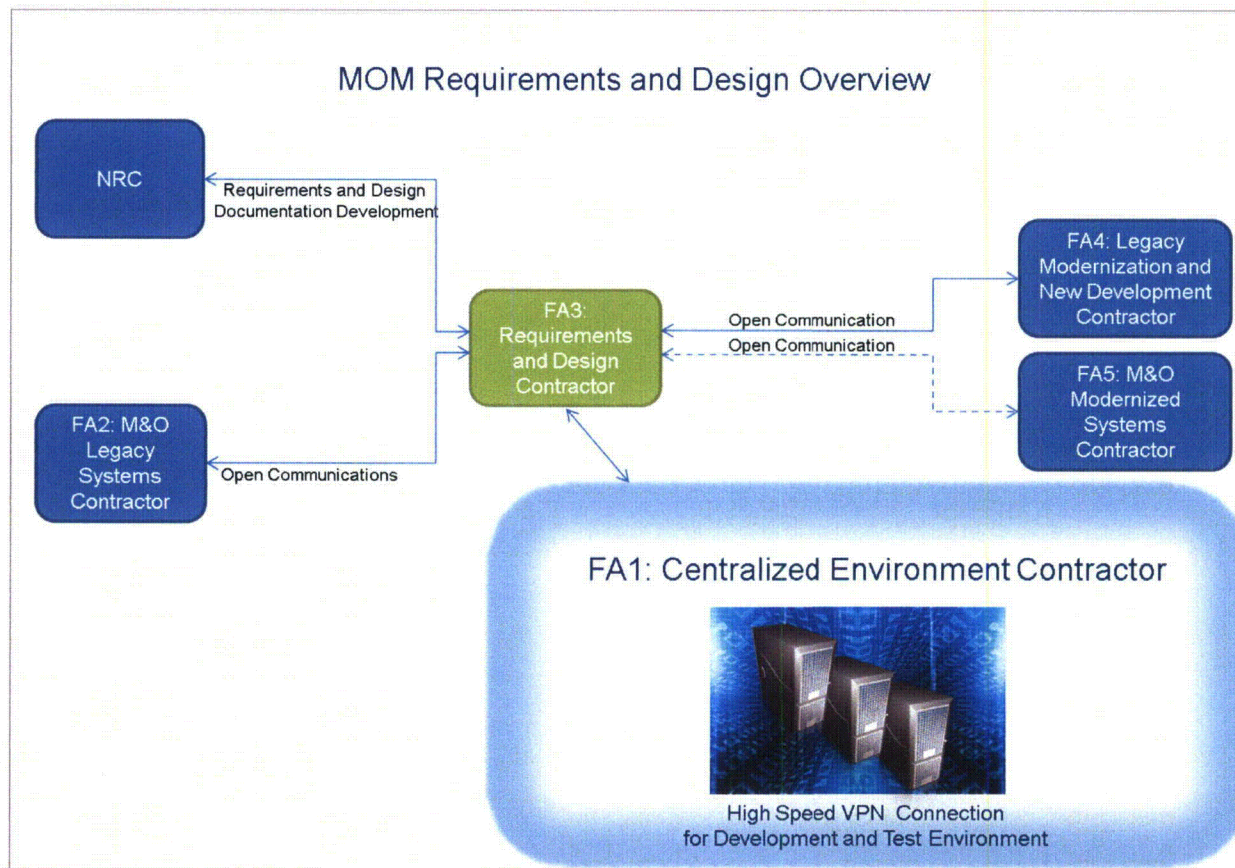 MOM Requirements and Design Overview
NRC
Requirements and Design
Documentation Development
FA4: Legacy
Modernization and
New Development
Contractor
FA3:
Requirements
and Design
Contractor
Open Communication
Open Communication
FA5: M&O
Modernized
Systems
Contractor
FA2: M&O
Legacy
Systems
Contractor
Open Communications
FA1: Centralized Environment Contractor
High Speed VPN Connection
for Development and Test Environment